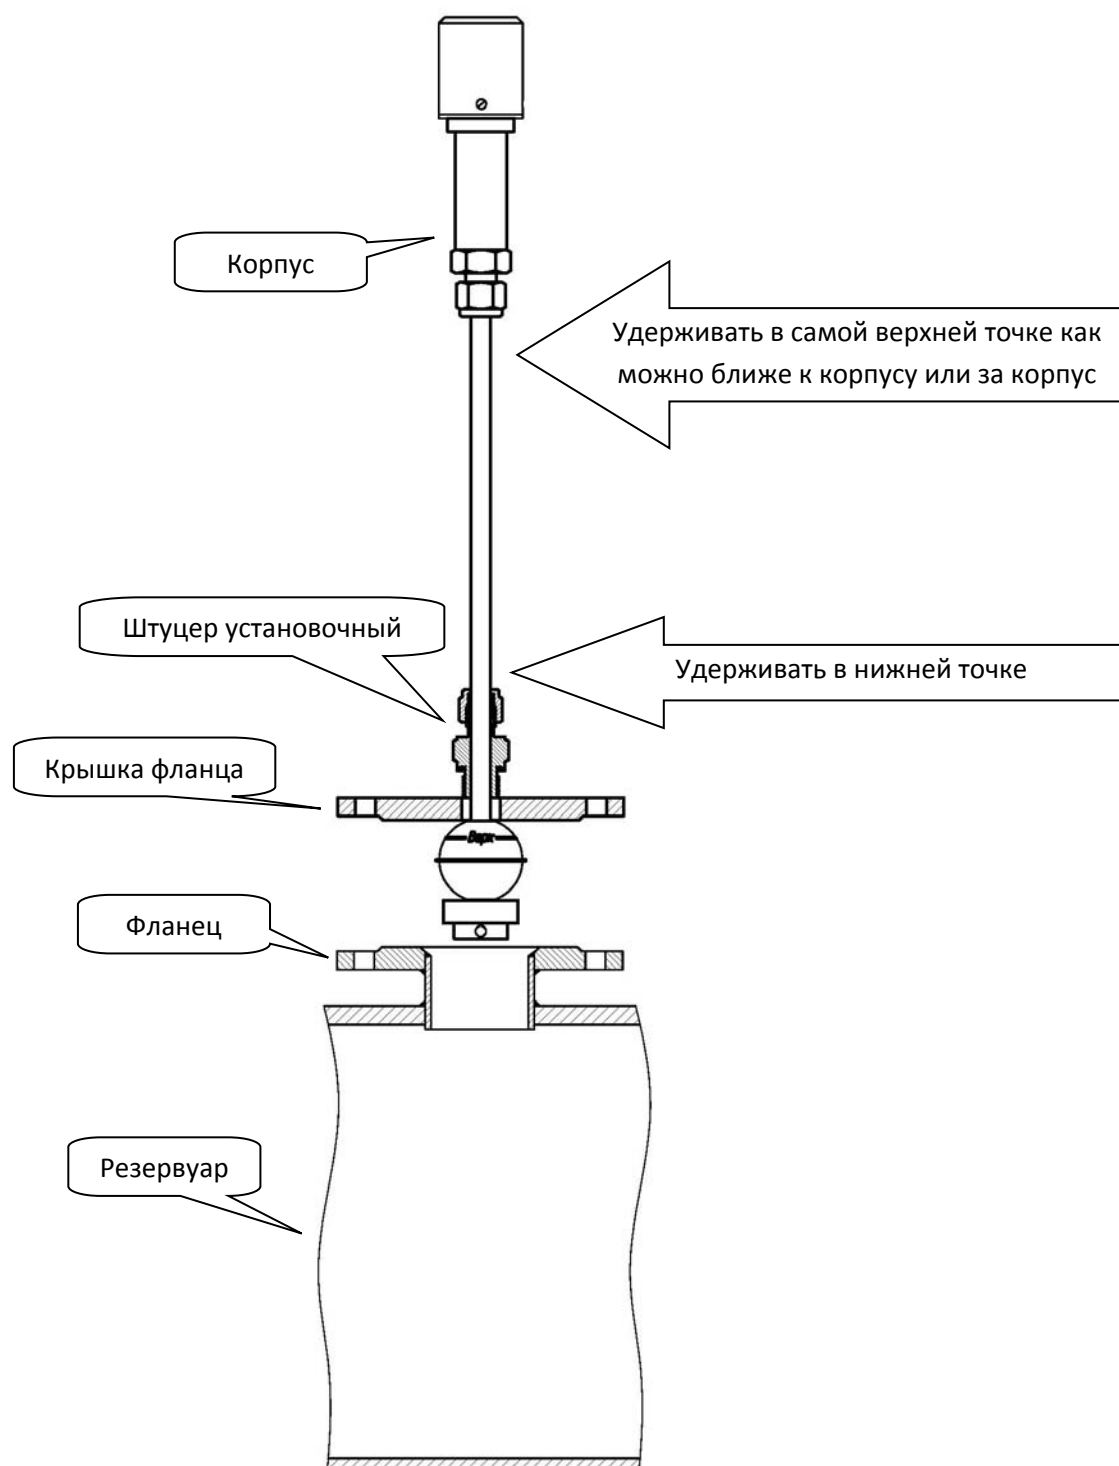 Корпус
Удерживать в самой верхней точке как
можно ближе к корпусу или за корпус
Штуцер установочный
Удерживать в нижней точке
Крышка фланца
Верх
Фланец
Резервуар